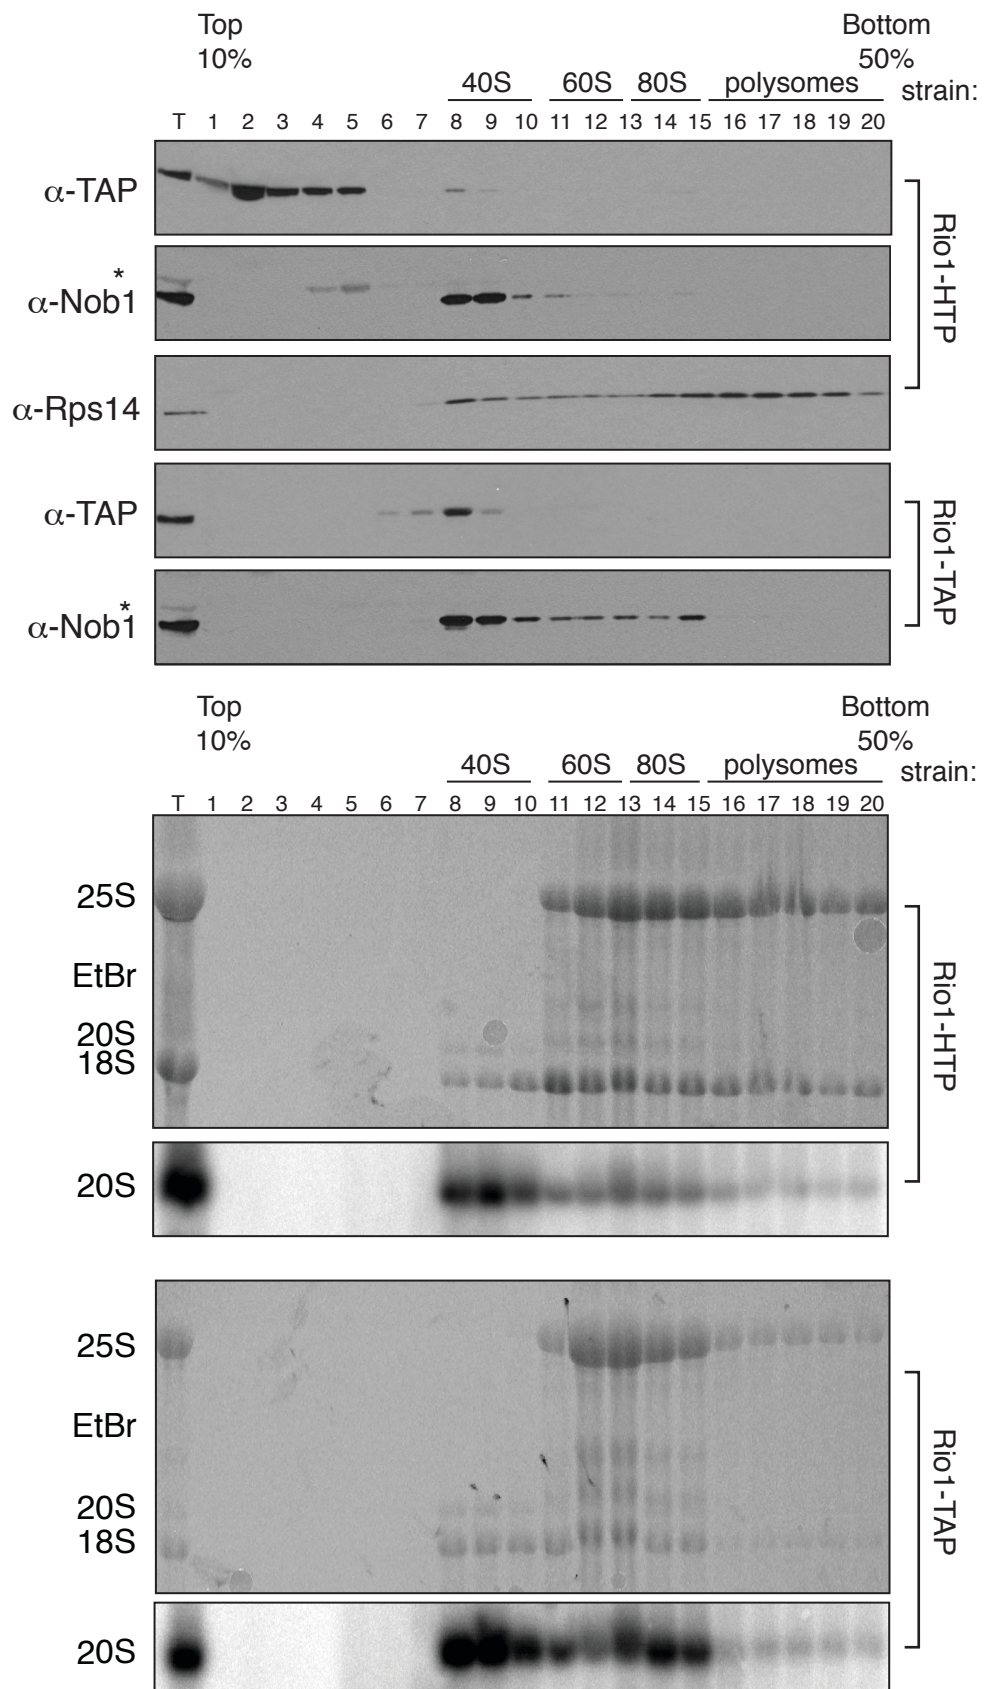 Top
10%
Bottom
50%
40S 60S 80S polysomes strain:
T 1 2 3 4 5 6 7 8 9 10 11 12 13 14 15 16 17 18 19 20
α-TAP
*
α-Nob1
α-Rps14
Rio1-HTP
α-TAP
*
α-Nob1
Rio1-TAP
Top
10%
Bottom
50%
40S 60S 80S polysomes strain:
T 1 2 3 4 5 6 7 8 9 10 11 12 13 14 15 16 17 18 19 20
25S
EtBr
20S
18S
20S
Rio1-HTP
25S
EtBr
20S
18S
20S
Rio1-TAP